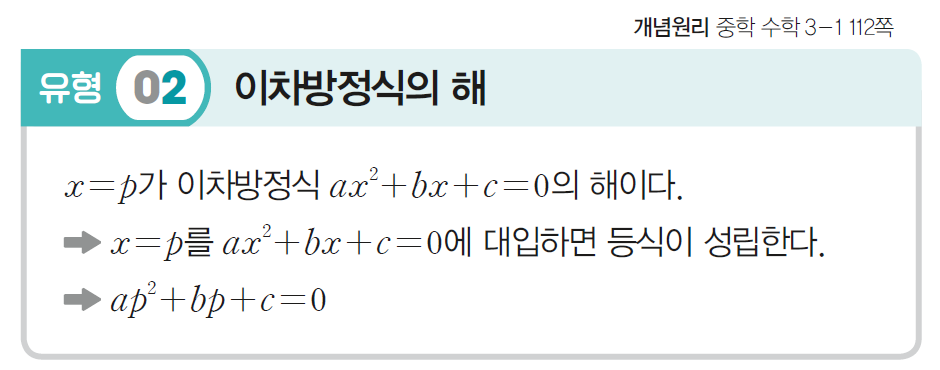 개념원리 중학 수학 3-1 112쪽
유형 02 이차방정식의 해
x=p가 이차방정식 ax²+bx+c=0의 해이다.
➡ x=p를 ax²+bx+c=0에 대입하면 등식이 성립한다.
➡ ap²+bp+c=0